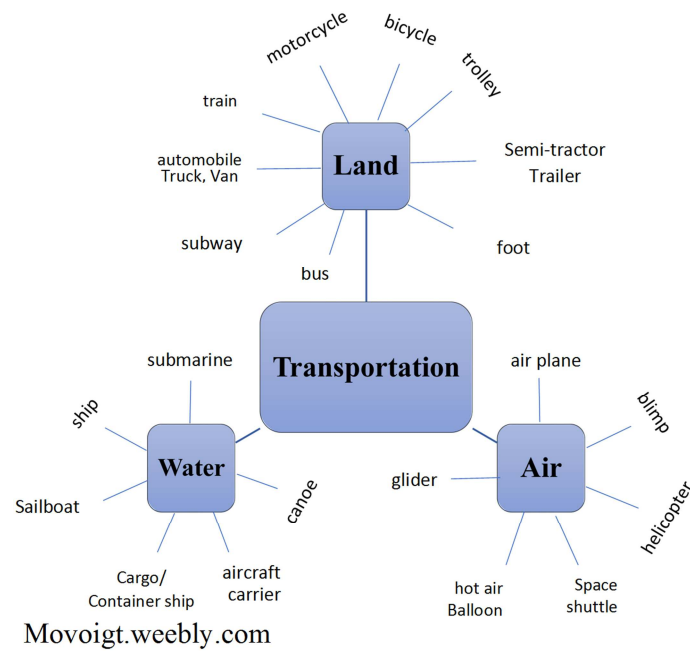 motorcycle
bicycle
trolley
train
Land
Semi-tractor
Trailer
automobile
Truck, Van
subway
bus
foot
Transportation
submarine
ship
Water
Sailboat
canoe
Cargo/
Container ship
aircraft
carrier
air plane
blimp
Air
glider
helicopter
hot air
Balloon
Space
shuttle
Movoigt.weebly.com